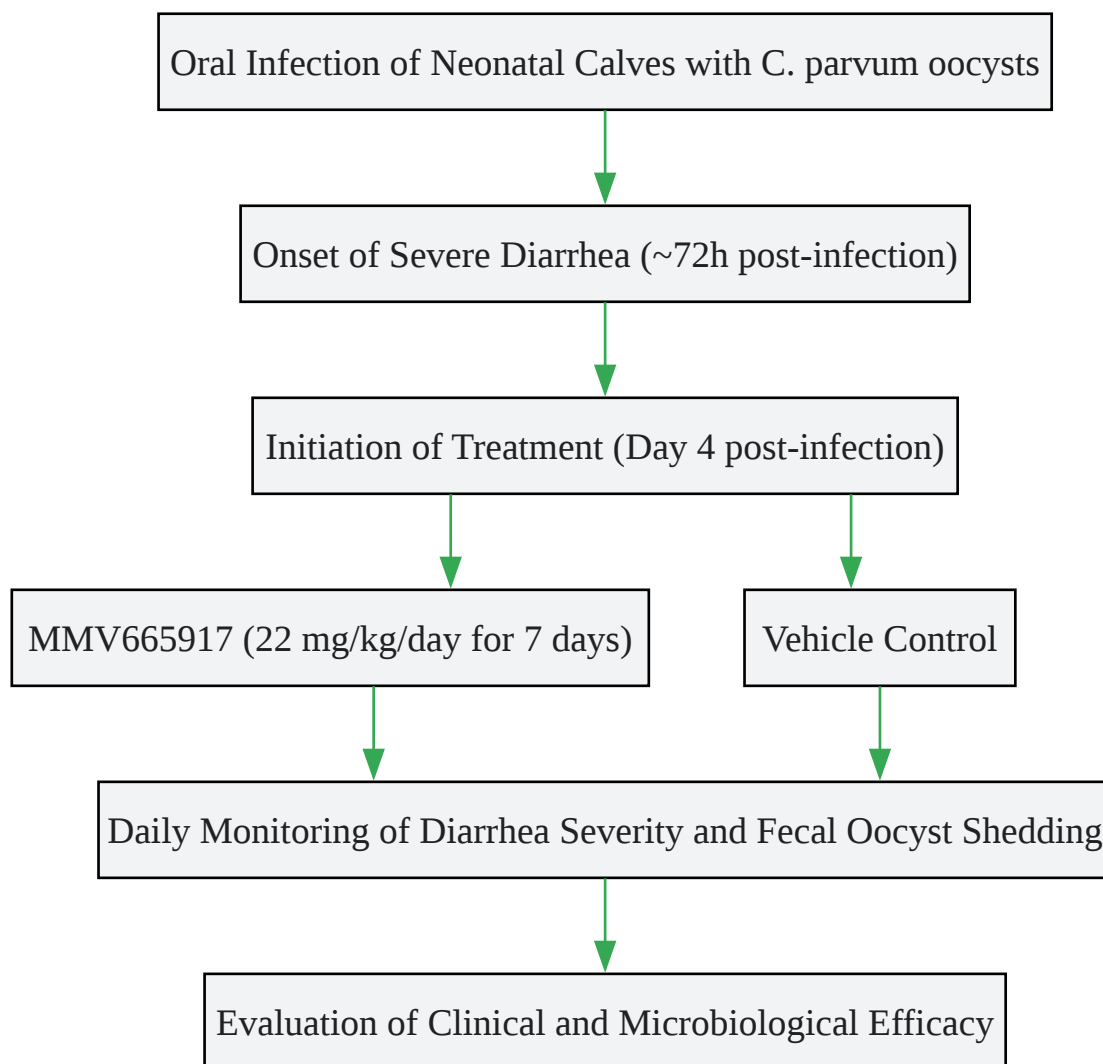 Oral Infection of Neonatal Calves with C. parvum oocysts
Onset of Severe Diarrhea (~72h post-infection)
Initiation of Treatment (Day 4 post-infection)
MMV665917 (22 mg/kg/day for 7 days)
Vehicle Control
Daily Monitoring of Diarrhea Severity and Fecal Oocyst Shedding
Evaluation of Clinical and Microbiological Efficacy